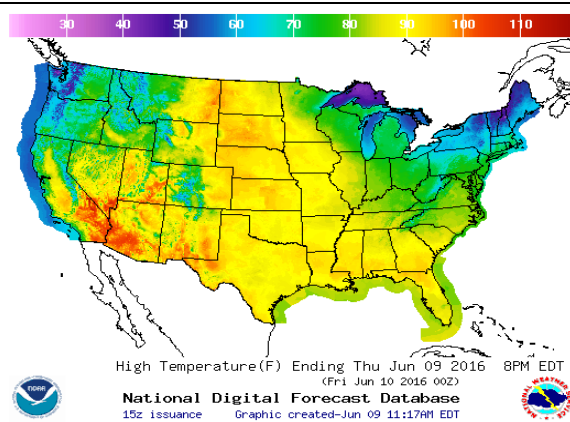 30 40 50 60 70 80 90 100 110
High Temperature(F) Ending Thu Jun 09 2016 8PM EDT
(Fri Jun 10 2016 00Z)
National Digital Forecast Database
15z issuance Graphic created-Jun 09 11:17AM EDT
noaa